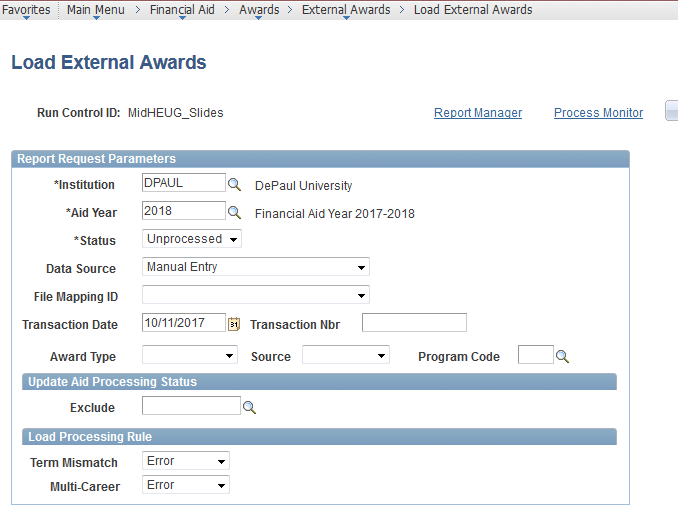 Favorites Main Menu > Financial Aid > Awards > External Awards > Load External Awards
Load External Awards
Run Control ID: MidHEUG_Slides Report Manager Process Monitor
Report Request Parameters
*Institution DPAUL DePaul University
*Aid Year 2018 Financial Aid Year 2017-2018
*Status Unprocessed
Data Source Manual Entry
File Mapping ID
Transaction Date 10/11/2017 31 Transaction Nbr
Award Type Source Program Code
Update Aid Processing Status
Exclude
Load Processing Rule
Term Mismatch Error
Multi-Career Error